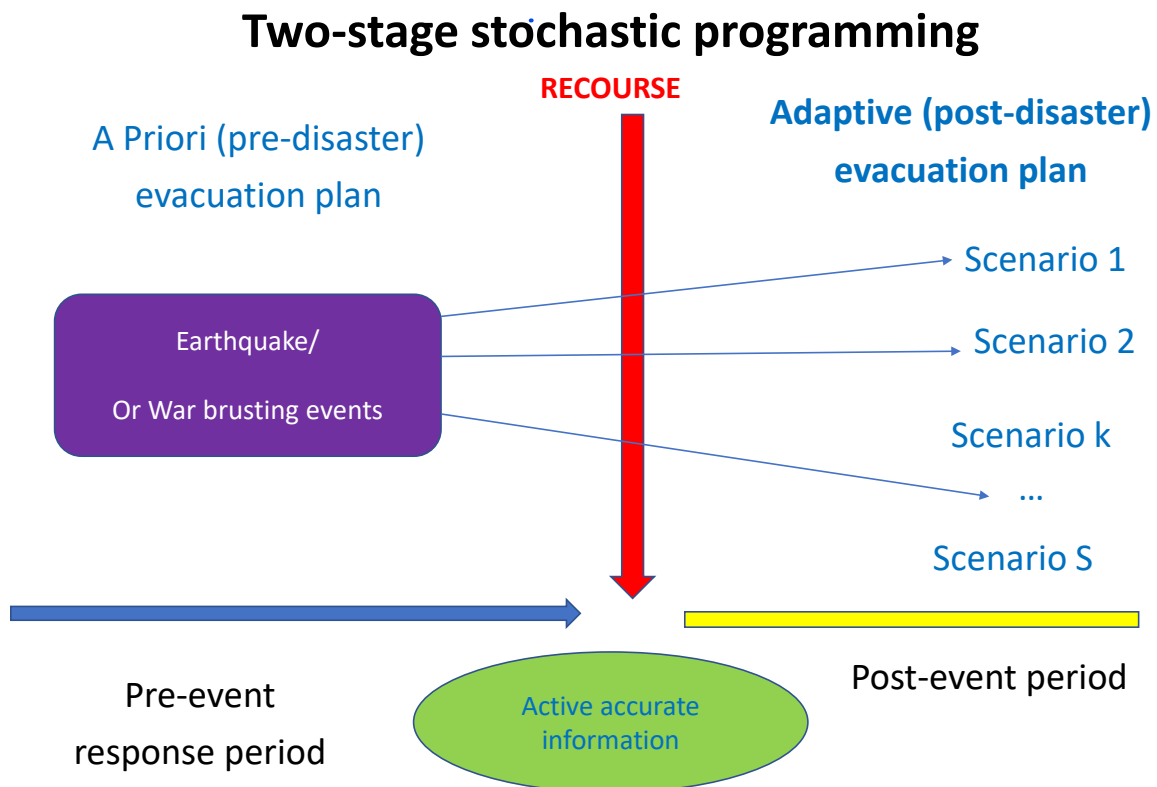 Two-stage stochastic programming
RECOURSE
A Priori (pre-disaster)
evacuation plan
Adaptive (post-disaster)
evacuation plan
Earthquake/
Or War brusting events
Scenario 1
Scenario 2
Scenario k
...
Scenario S
Pre-event
response period
Active accurate
information
Post-event period